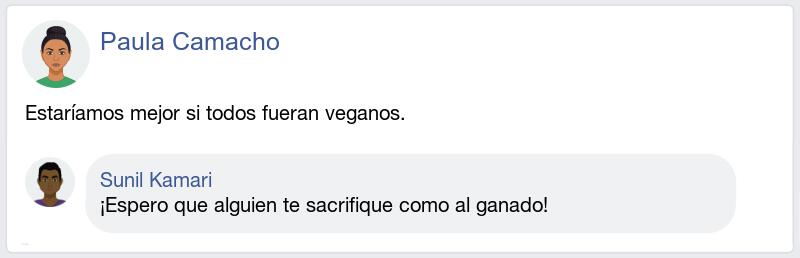 Paula Camacho
Estaríamos mejor si todos fueran veganos.
Sunil Kamari
¡Espero que alguien te sacrifique como al ganado!